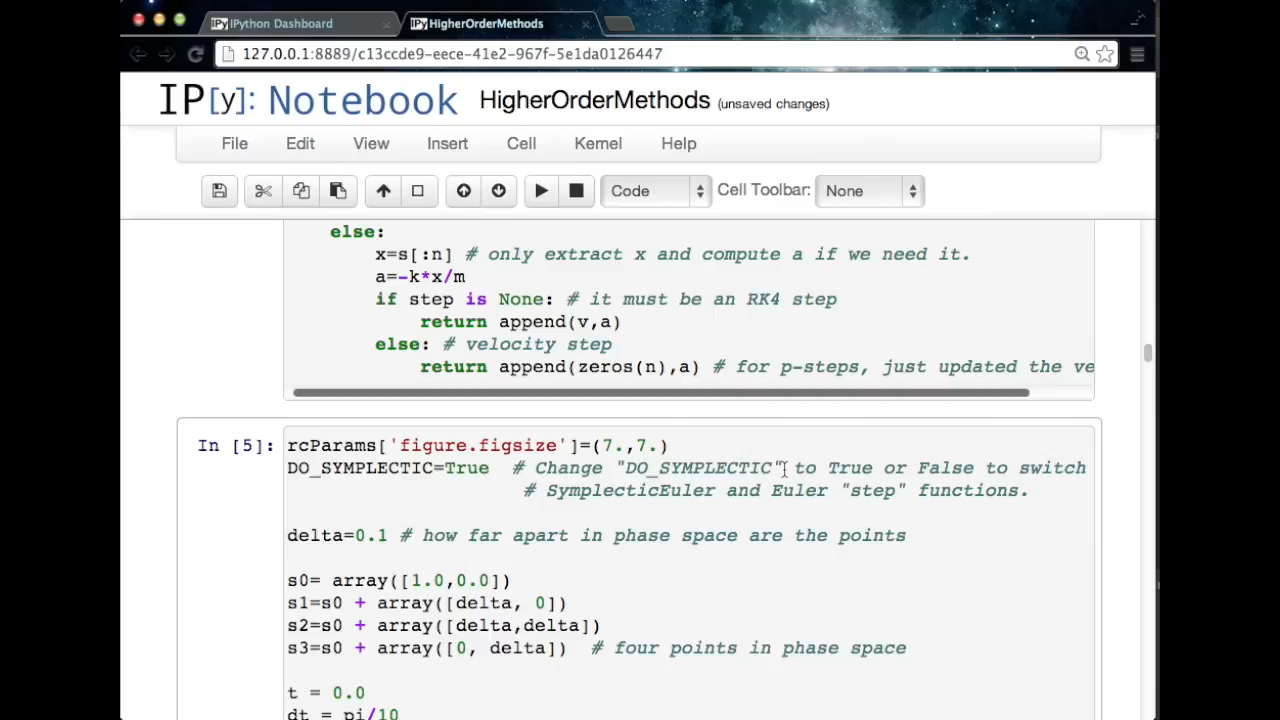 IP[y] IPython Dashboard
IP[y] HigherOrderMethods
127.0.0.1:8889/c13ccde9-eece-41e2-967f-5e1da0126447
IP[y]: Notebook HigherOrderMethods (unsaved changes)
File Edit View Insert Cell Kernel Help
Code Cell Toolbar: None
else:
x=s[:n] # only extract x and compute a if we need it.
a=-k*x/m
if step is None: # it must be an RK4 step
return append(v,a)
else: # velocity step
return append(zeros(n),a) # for p-steps, just updated the ve
In [5]: rcParams['figure.figsize']=(7.,7.)
DO_SYMPLECTIC=True # Change "DO_SYMPLECTIC" to True or False to switch
# SymplecticEuler and Euler "step" functions.
delta=0.1 # how far apart in phase space are the points
s0= array([1.0,0.0])
s1=s0 + array([delta, 0])
s2=s0 + array([delta,delta])
s3=s0 + array([0, delta]) # four points in phase space
t = 0.0
dt = pi/10